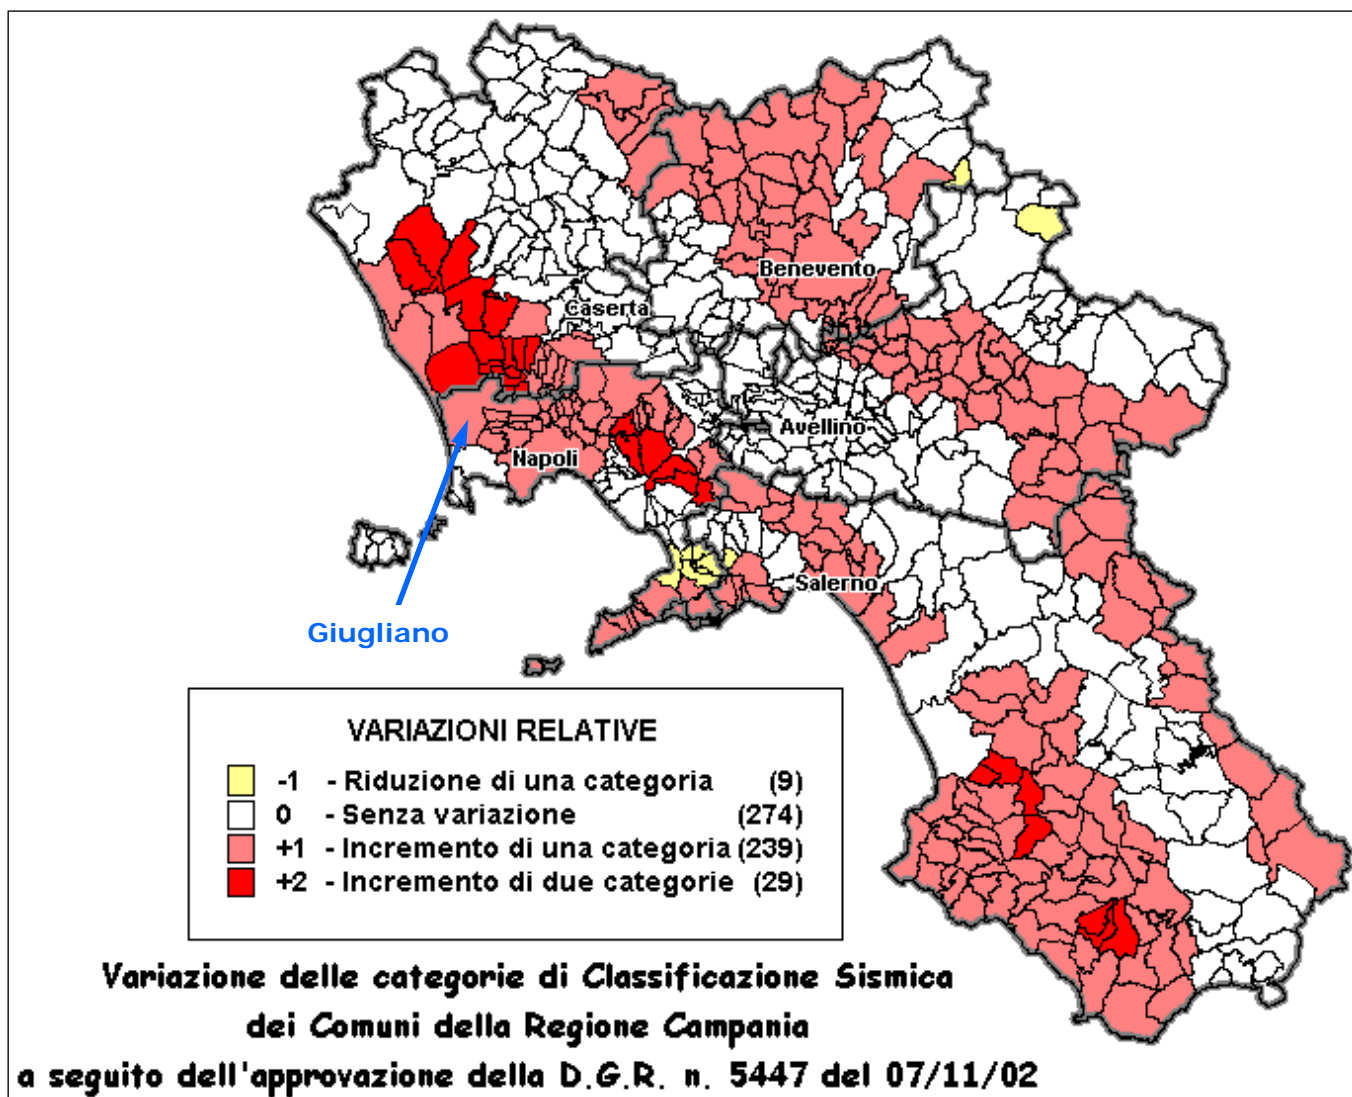 Benevento
Caserta
Avellino
Napoli
Salerno
Giugliano
VARIAZIONI RELATIVE
-1 - Riduzione di una categoria (9)
0 - Senza variazione (274)
+1 - Incremento di una categoria (239)
+2 - Incremento di due categorie (29)
Variazione delle categorie di Classificazione Sismica
dei Comuni della Regione Campania
a seguito dell'approvazione della D.G.R. n. 5447 del 07/11/02